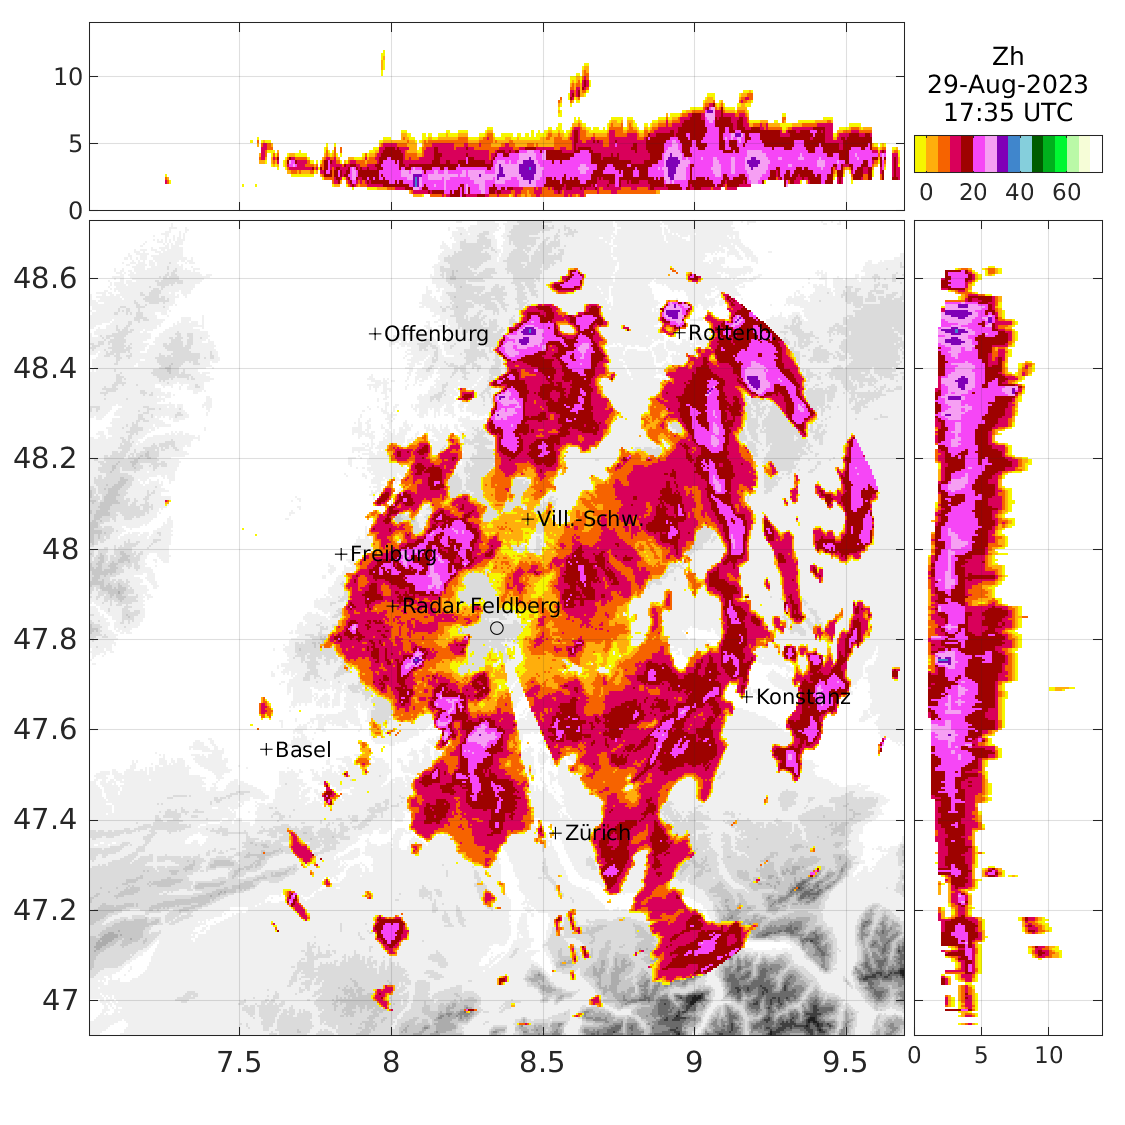 10
5
0
Zh
29-Aug-2023
17:35 UTC
0 20 40 60
48.6
48.4
48.2
48
47.8
47.6
47.4
47.2
47
+Offenburg
+Rottenb.
+Vill.-Schw.
+Freiburg
+Radar Feldberg
+Konstanz
+Basel
+Zürich
7.5 8 8.5 9 9.5
0 5 10